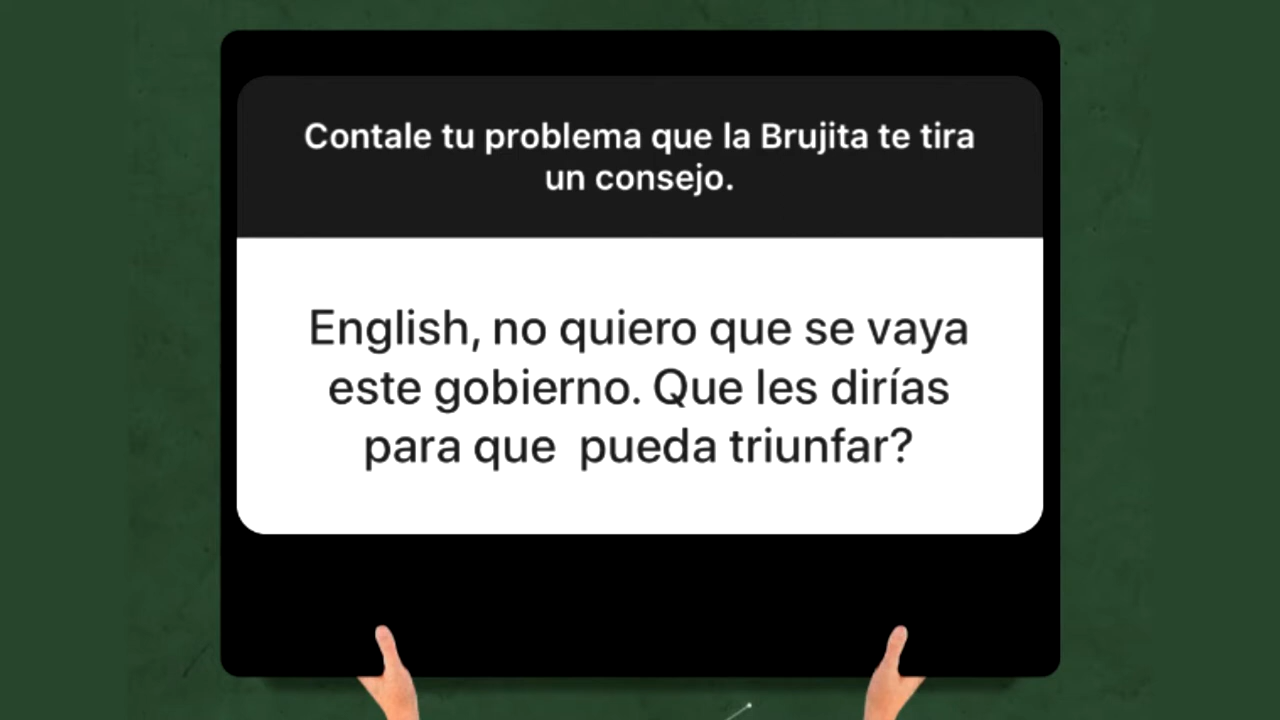 Contale tu problema que la Brujita te tira
un consejo.
English, no quiero que se vaya
este gobierno. Que les dirías
para que  pueda triunfar?